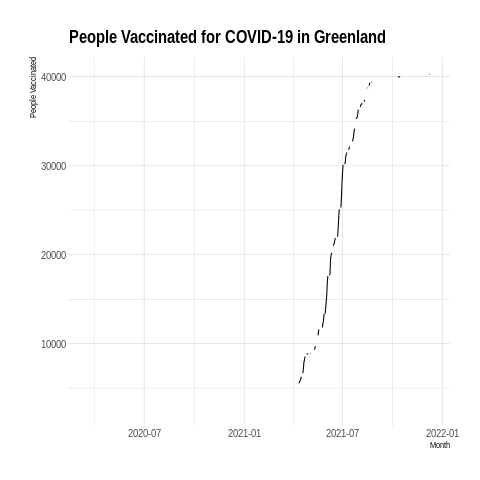 People Vaccinated for COVID-19 in Greenland
People Vaccinated
40000
30000
20000
10000
2020-07
2021-01
2021-07
2022-01
Month